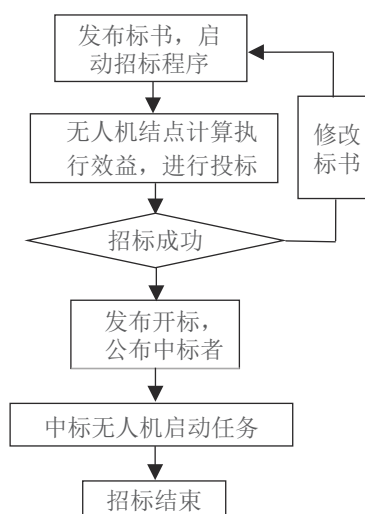 发布标书，启
动招标程序
无人机结点计算执
行效益，进行投标
修改
标书
招标成功
发布开标，
公布中标者
中标无人机启动任务
招标结束